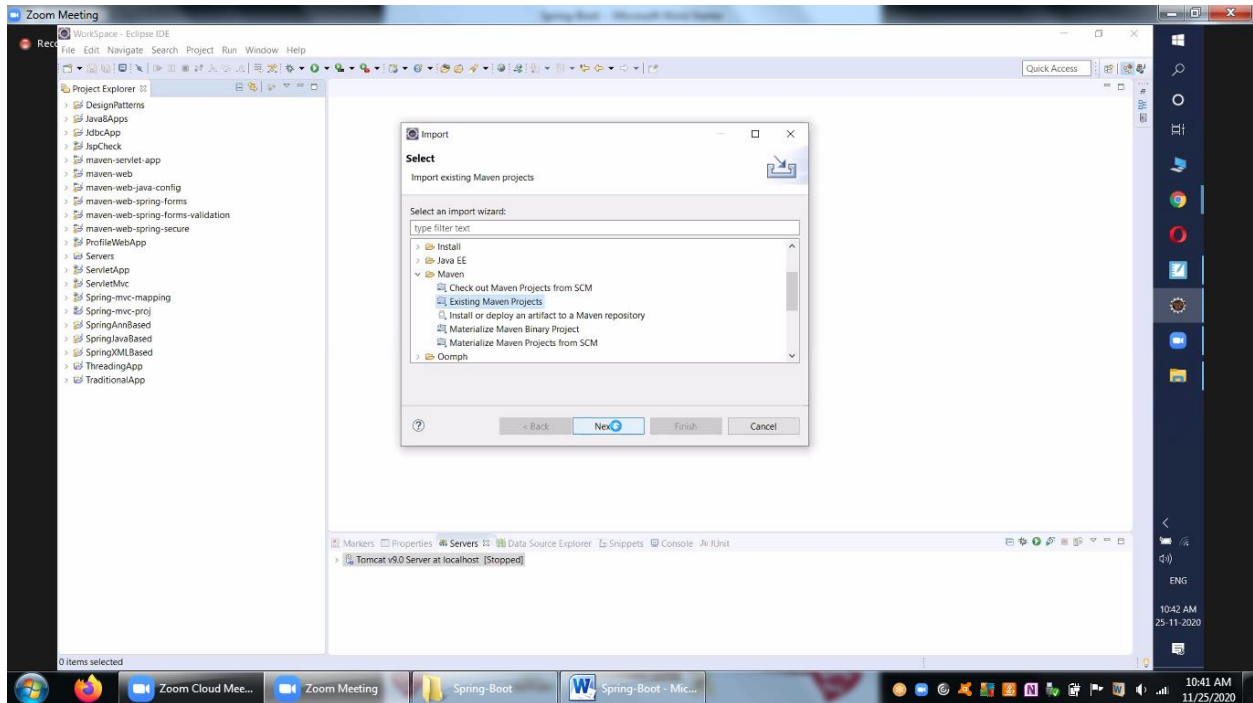 Zoom Meeting
Spring-Boot - Microsoft Word
Rec
WorkSpace - Eclipse IDE
File Edit Navigate Search Project Run Window Help
Quick Access
Project Explorer
DesignPatterns
Java8Apps
JdbcApp
JspCheck
maven-servlet-app
maven-web
maven-web-java-config
maven-web-spring-forms
maven-web-spring-forms-validation
maven-web-spring-secure
ProfileWebApp
Servers
ServletApp
ServletMvc
Spring-mvc-mapping
Spring-mvc-proj
SpringAnnBased
SpringJavaBased
SpringXMLBased
ThreadingApp
TraditionalApp
Import
Select
Import existing Maven projects
Select an import wizard:
type filter text
Install
Java EE
Maven
Check out Maven Projects from SCM
Existing Maven Projects
Install or deploy an artifact to a Maven repository
Materialize Maven Binary Project
Materialize Maven Projects from SCM
Oomph
< Back Nex Finish Cancel
Markers Properties Servers Data Source Explorer Snippets Console JUnit
Tomcat v9.0 Server at localhost [Stopped]
0 items selected
ENG
10:42 AM
25-11-2020
Zoom Cloud Mee... Zoom Meeting Spring-Boot Spring-Boot - Mic...
10:41 AM
11/25/2020